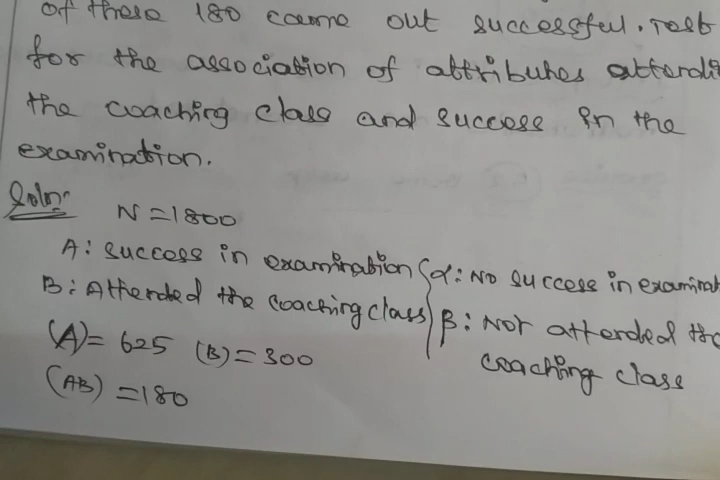 of these 180 came out successful. Test
for the association of attributes attendi
the coaching class and success in the
examination.
Soln:
N = 1800
A: success in examination { α: No success in examinat
B: Attended the coaching class β: Not attended the
coaching class
(A) = 625 (B) = 300
(AB) = 180